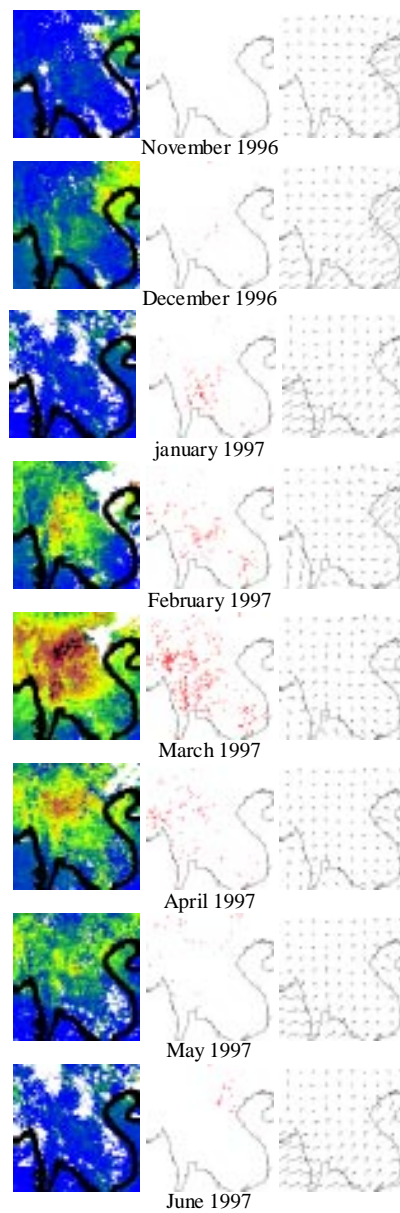 November 1996
December 1996
january 1997
February 1997
March 1997
April 1997
May 1997
June 1997